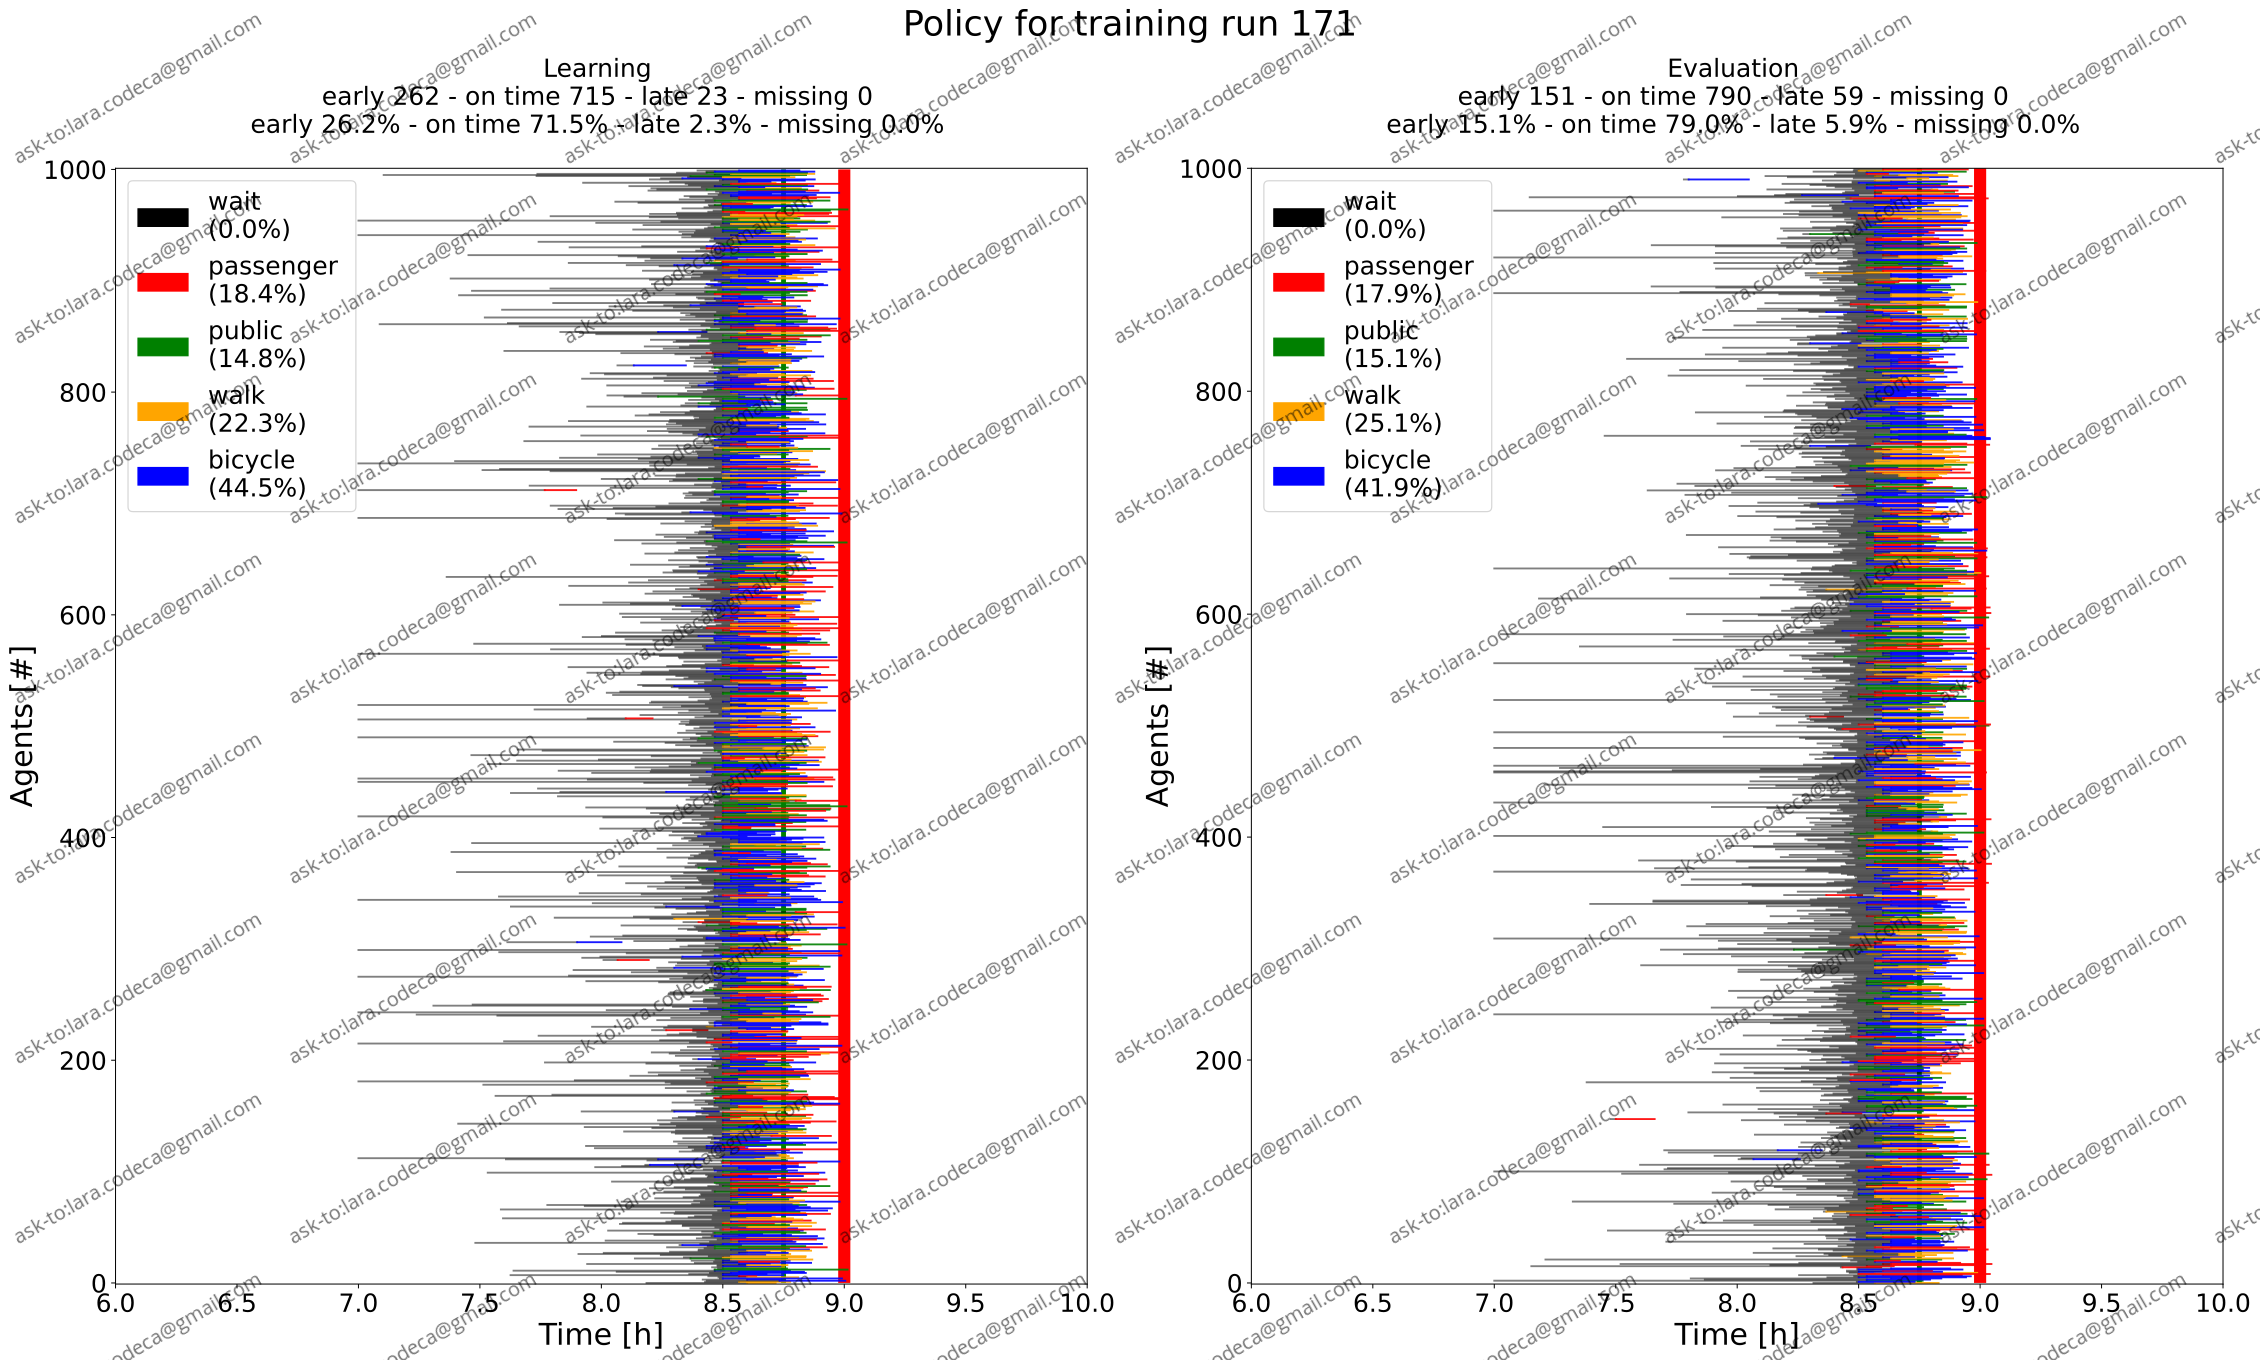 Policy for training run 171
Learning
early 262 - on time 715 - late 23 - missing 0
early 26.2% - on time 71.5% - late 2.3% - missing 0.0%
Evaluation
early 151 - on time 790 - late 59 - missing 0
early 15.1% - on time 79.0% - late 5.9% - missing 0.0%
1000
800
600
400
200
0
Agents [#]
wait
(0.0%)
passenger
(18.4%)
public
(14.8%)
walk
(22.3%)
bicycle
(44.5%)
6.0 6.5 7.0 7.5 8.0 8.5 9.0 9.5 10.0
Time [h]
1000
800
600
400
200
0
Agents [#]
wait
(0.0%)
passenger
(17.9%)
public
(15.1%)
walk
(25.1%)
bicycle
(41.9%)
6.0 6.5 7.0 7.5 8.0 8.5 9.0 9.5 10.0
Time [h]
ask-to:lara.codeca@gmail.com